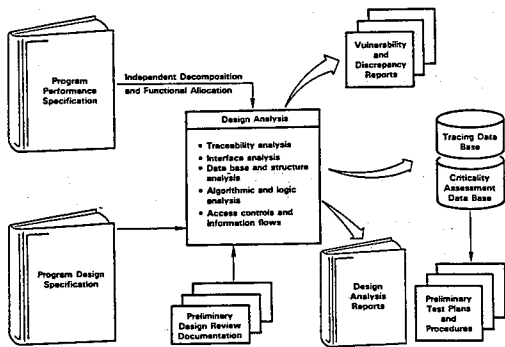 Program
Performance
Specification
Independent Decomposition
and Functional Allocation
Vulnerability
and
Discrepancy
Reports
Design Analysis
• Traceability analysis
• Interface analysis
• Data base and structure
analysis
• Algorithmic and logic
analysis
• Access controls and
information flows
Tracing Data
Base
Criticality
Assessment
Data Base
Program Design
Specification
Preliminary
Design Review
Documentation
Design
Analysis
Reports
Preliminary
Test Plans
and
Procedures